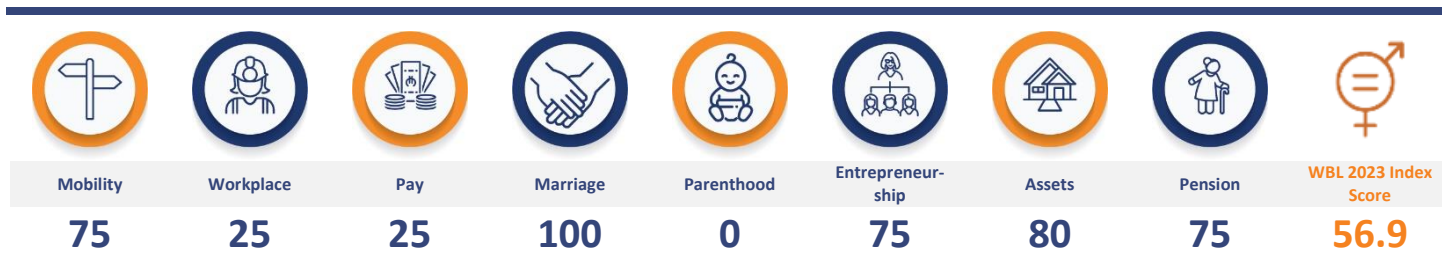 Mobility
Workplace
Pay
Marriage
Parenthood
Entrepreneur-
ship
Assets
Pension
WBL 2023 Index
Score
75
25
25
100
0
75
80
75
56.9